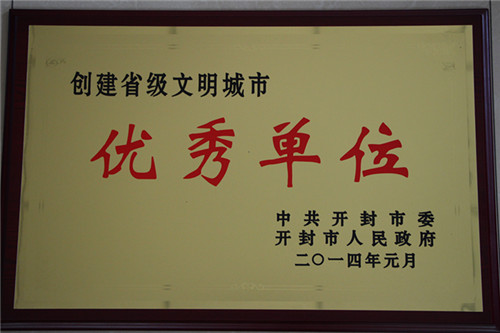 创建省级文明城市
优秀单位
中共开封市委
开封市人民政府
二〇一四年元月